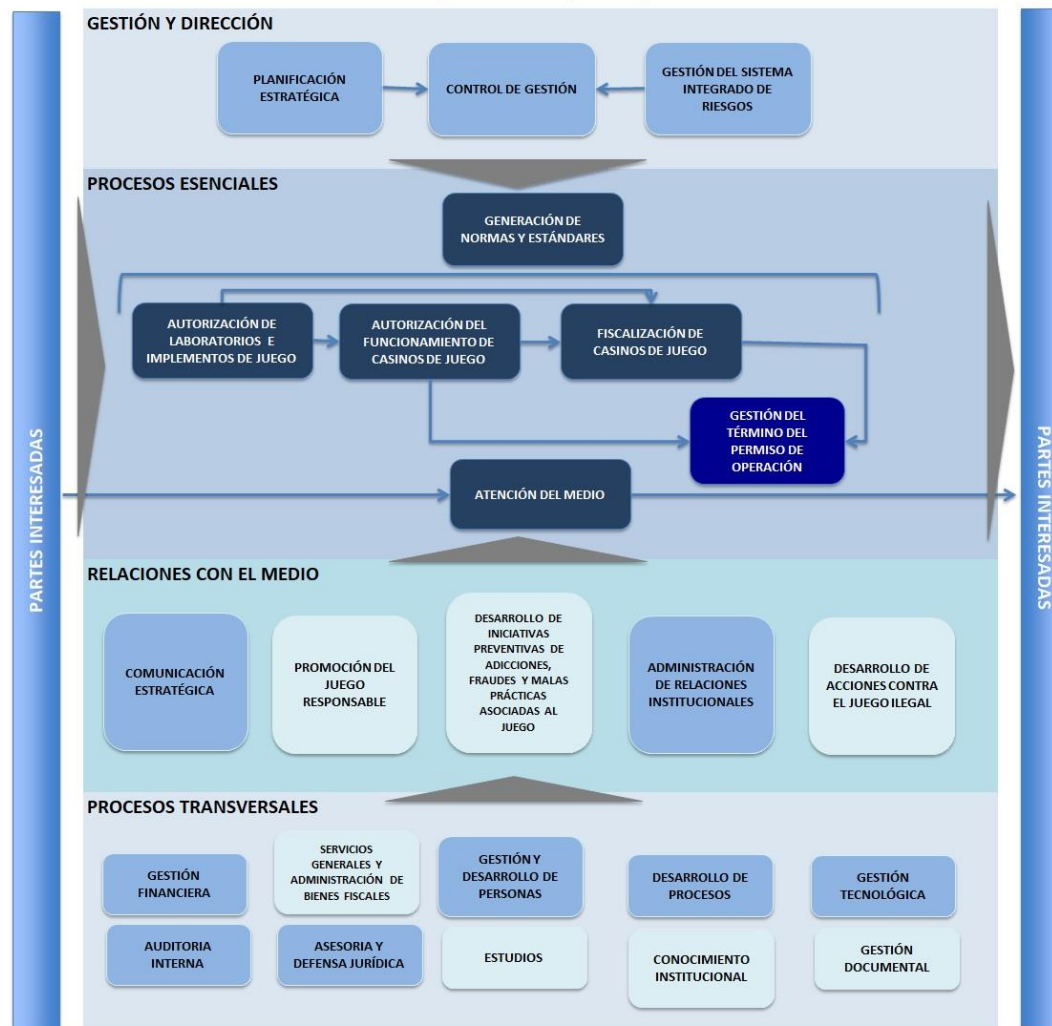 GESTIÓN Y DIRECCIÓN
PLANIFICACIÓN
ESTRATÉGICA
CONTROL DE GESTIÓN
GESTIÓN DEL SISTEMA
INTEGRADO DE
RIESGOS
PROCESOS ESENCIALES
GENERACIÓN DE
NORMAS Y ESTÁNDARES
AUTORIZACIÓN DE
LABORATORIOS E
IMPLEMENTOS DE JUEGO
AUTORIZACIÓN DEL
FUNCIONAMIENTO DE
CASINOS DE JUEGO
FISCALIZACIÓN DE
CASINOS DE JUEGO
GESTIÓN DEL
TÉRMINO DEL
PERMISO DE
OPERACIÓN
ATENCIÓN DEL MEDIO
PARTES INTERESADAS
PARTES INTERESADAS
RELACIONES CON EL MEDIO
COMUNICACIÓN
ESTRATÉGICA
PROMOCIÓN DEL
JUEGO
RESPONSABLE
DESARROLLO DE
INICIATIVAS
PREVENTIVAS DE
ADICCIONES,
FRAUDES Y MALAS
PRÁCTICAS
ASOCIADAS AL
JUEGO
ADMINISTRACIÓN
DE RELACIONES
INSTITUCIONALES
DESARROLLO DE
ACCIONES CONTRA
EL JUEGO ILEGAL
PROCESOS TRANSVERSALES
GESTIÓN
FINANCIERA
SERVICIOS
GENERALES Y
ADMINISTRACIÓN DE
BIENES FISCALES
GESTIÓN Y
DESARROLLO DE
PERSONAS
DESARROLLO DE
PROCESOS
GESTIÓN
TECNOLÓGICA
AUDITORIA
INTERNA
ASESORIA Y
DEFENSA JURÍDICA
ESTUDIOS
CONOCIMIENTO
INSTITUCIONAL
GESTIÓN
DOCUMENTAL